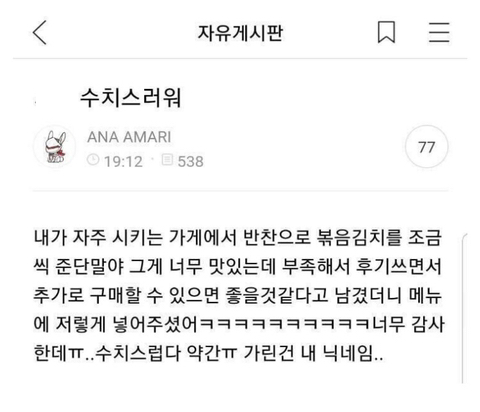 자유게시판
수치스러워
ANA AMARI
19:12 · 538
77
내가 자주 시키는 가게에서 반찬으로 볶음김치를 조금
씩 준단말야 그게 너무 맛있는데 부족해서 후기쓰면서
추가로 구매할 수 있으면 좋을것같다고 남겼더니 메뉴
에 저렇게 넣어주셨어ㅋㅋㅋㅋㅋㅋㅋㅋㅋㅋ너무 감사
한데ㅠ..수치스럽다 약간ㅠ 가린건 내 닉네임..